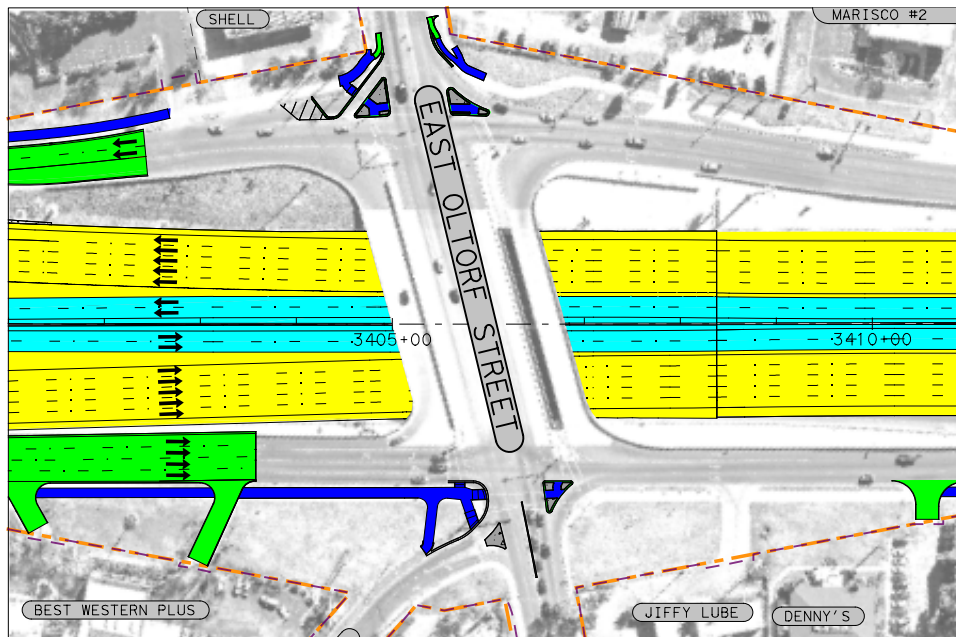 SHELL
MARISCO #2
EAST OLTORF STREET
3405+00
3410+00
BEST WESTERN PLUS
JIFFY LUBE
DENNY'S